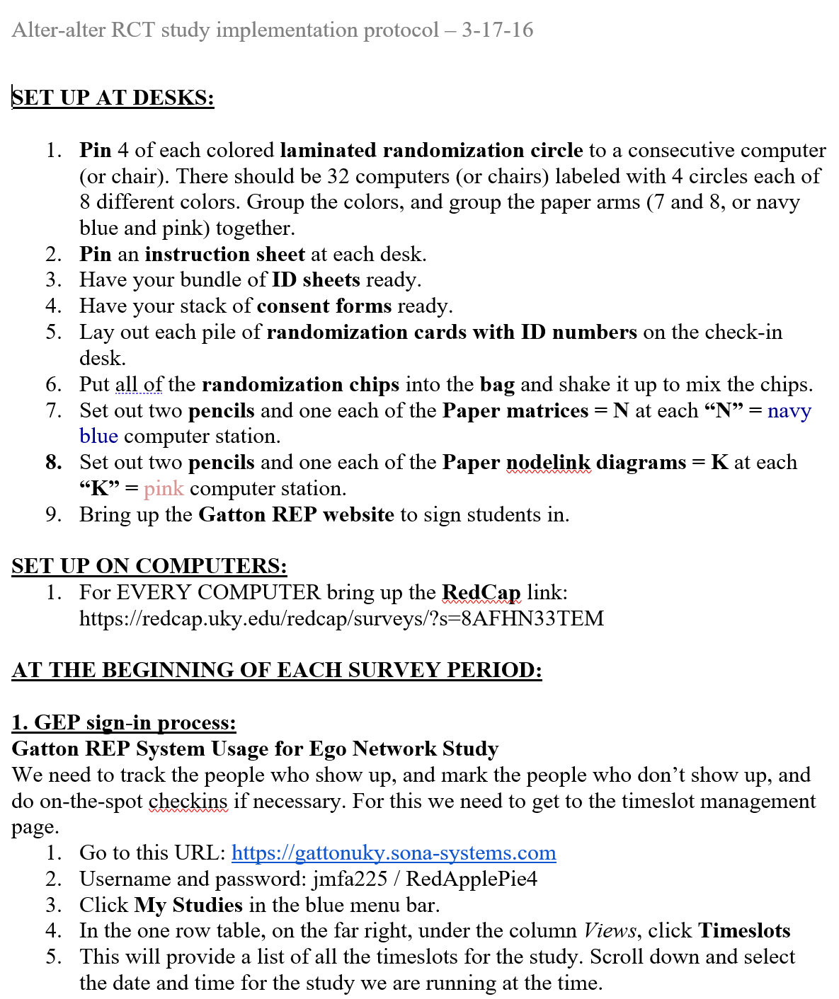 Alter-alter RCT study implementation protocol – 3-17-16
SET UP AT DESKS:
1. Pin 4 of each colored laminated randomization circle to a consecutive computer
(or chair). There should be 32 computers (or chairs) labeled with 4 circles each of
8 different colors. Group the colors, and group the paper arms (7 and 8, or navy
blue and pink) together.
2. Pin an instruction sheet at each desk.
3. Have your bundle of ID sheets ready.
4. Have your stack of consent forms ready.
5. Lay out each pile of randomization cards with ID numbers on the check-in
desk.
6. Put all of the randomization chips into the bag and shake it up to mix the chips.
7. Set out two pencils and one each of the Paper matrices = N at each “N” = navy
blue computer station.
8. Set out two pencils and one each of the Paper nodelink diagrams = K at each
“K” = pink computer station.
9. Bring up the Gatton REP website to sign students in.
SET UP ON COMPUTERS:
1. For EVERY COMPUTER bring up the RedCap link:
https://redcap.uky.edu/redcap/surveys/?s=8AFHN33TEM
AT THE BEGINNING OF EACH SURVEY PERIOD:
1. GEP sign-in process:
Gatton REP System Usage for Ego Network Study
We need to track the people who show up, and mark the people who don’t show up, and
do on-the-spot checkins if necessary. For this we need to get to the timeslot management
page.
1. Go to this URL: https://gattonuky.sona-systems.com
2. Username and password: jmfa225 / RedApplePie4
3. Click My Studies in the blue menu bar.
4. In the one row table, on the far right, under the column Views, click Timeslots
5. This will provide a list of all the timeslots for the study. Scroll down and select
the date and time for the study we are running at the time.